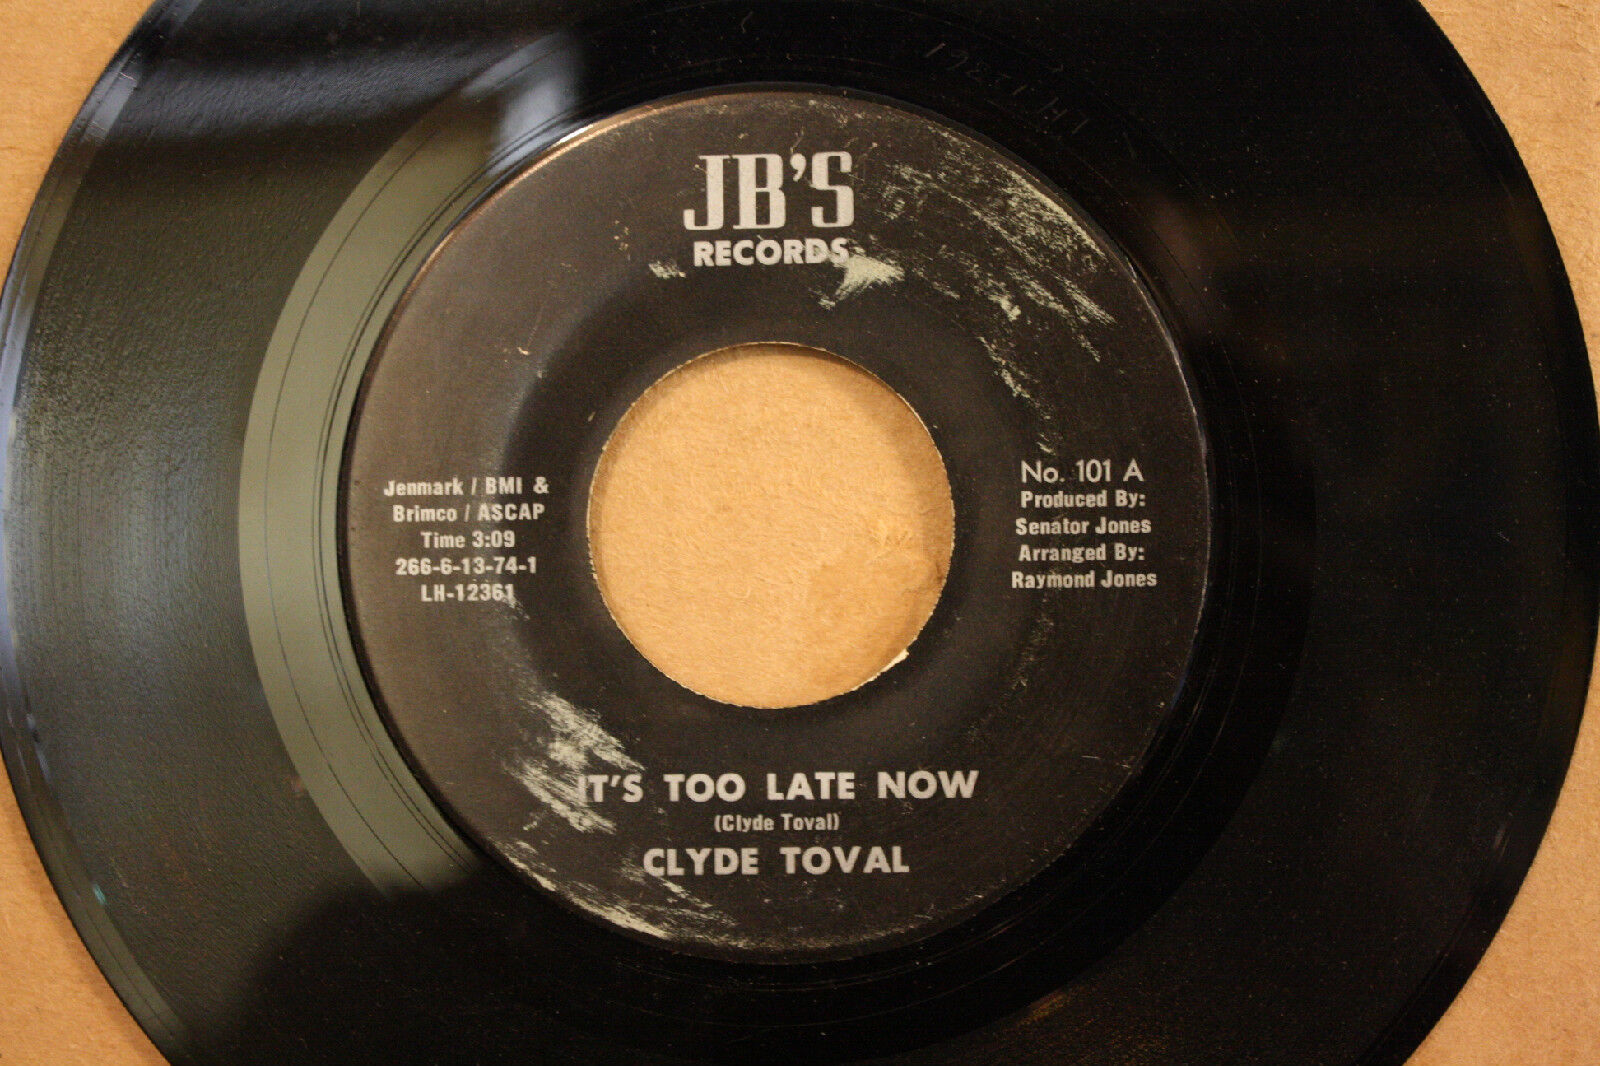 JB'S
RECORDS
Jenmark / BMI &
Brimco / ASCAP
Time 3:09
266-6-13-74-1
LH-12361
No. 101 A
Produced By:
Senator Jones
Arranged By:
Raymond Jones
IT'S TOO LATE NOW
(Clyde Toval)
CLYDE TOVAL